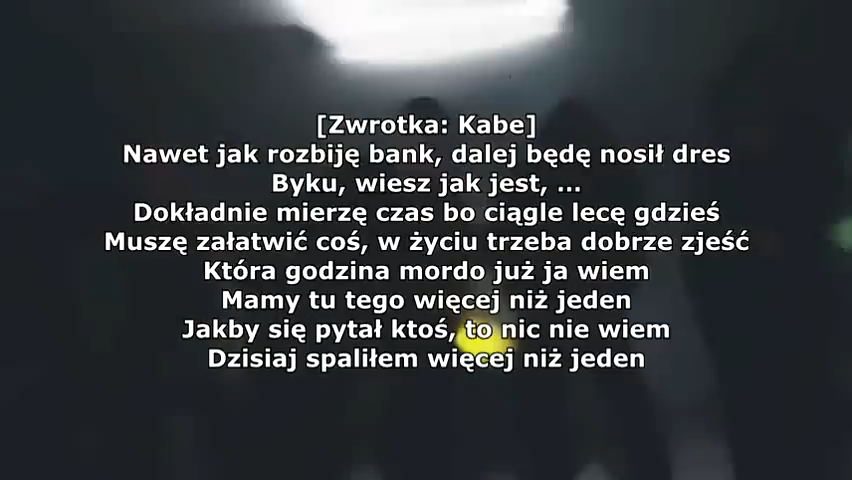 [Zwrotka: Kabe]
Nawet jak rozbiję bank, dalej będę nosił dres
Byku, wiesz jak jest, ...
Dokładnie mierzę czas bo ciągle lecę gdzieś
Muszę załatwić coś, w życiu trzeba dobrze zjeść
Która godzina mordo już ja wiem
Mamy tu tego więcej niż jeden
Jakby się pytał ktoś, to nic nie wiem
Dzisiaj spaliłem więcej niż jeden